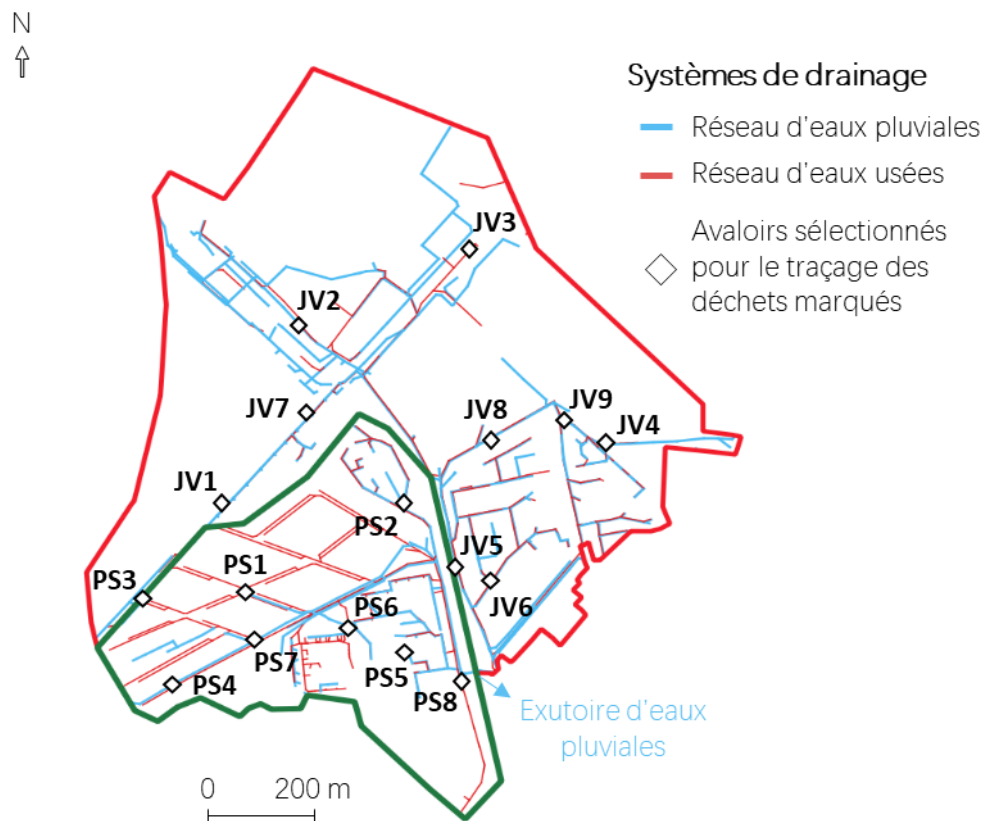 N
Systèmes de drainage
Réseau d'eaux pluviales
Réseau d'eaux usées
Avaloirs sélectionnés
pour le traçage des
déchets marqués
JV3
JV2
JV7
JV8
JV9
JV4
JV1
PS2
JV5
PS3
PS1
PS6
JV6
PS7
PS5
PS4
PS8
Exutoire d'eaux
pluviales
0 200 m